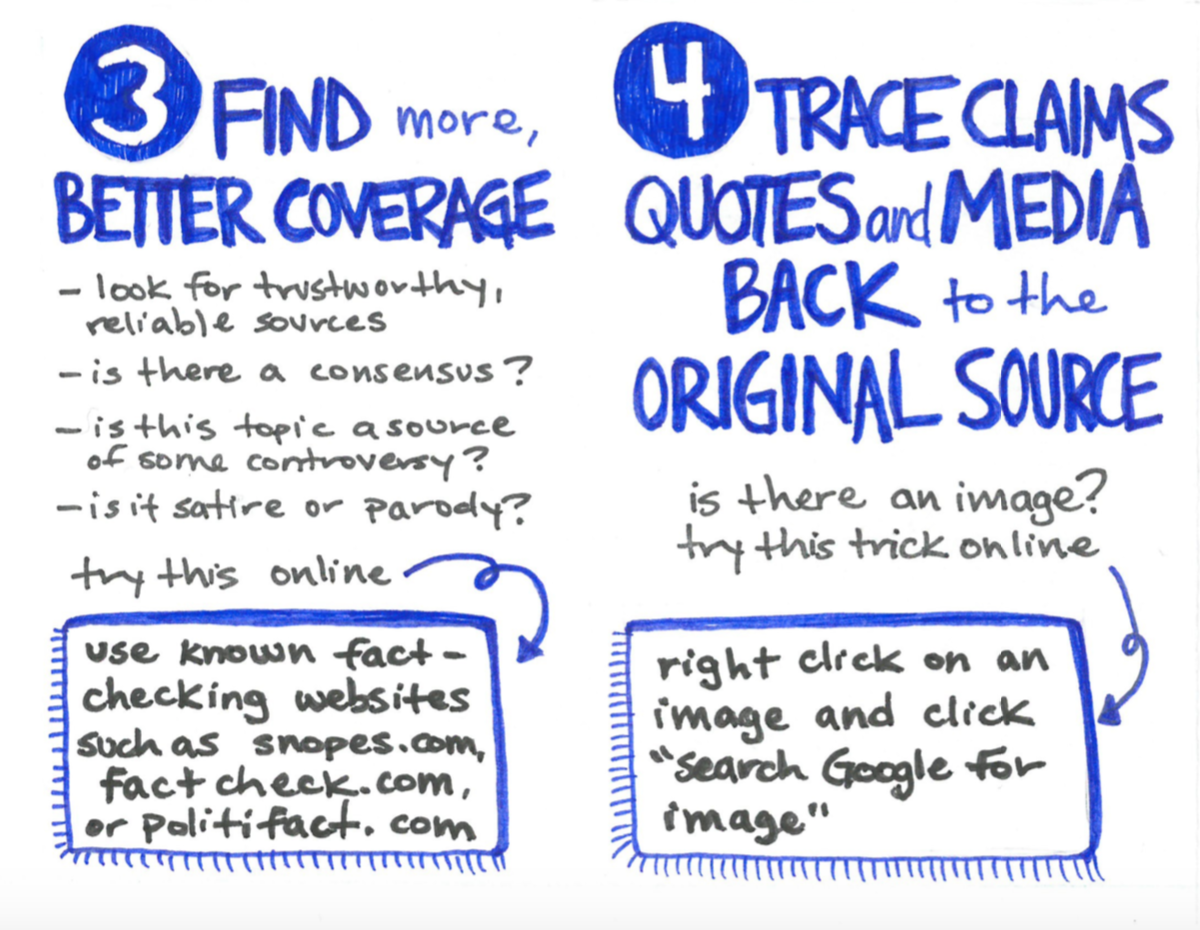 3 FIND more,
BETTER COVERAGE
- look for trustworthy,
reliable sources
- is there a consensus?
- is this topic a source
of some controversy?
- is it satire or parody?
try this online
use known fact-
checking websites
such as snopes.com,
factcheck.com,
or politifact.com
4 TRACE CLAIMS
QUOTES and MEDIA
BACK to the
ORIGINAL SOURCE
is there an image?
try this trick online
right click on an
image and click
"search Google for
image"